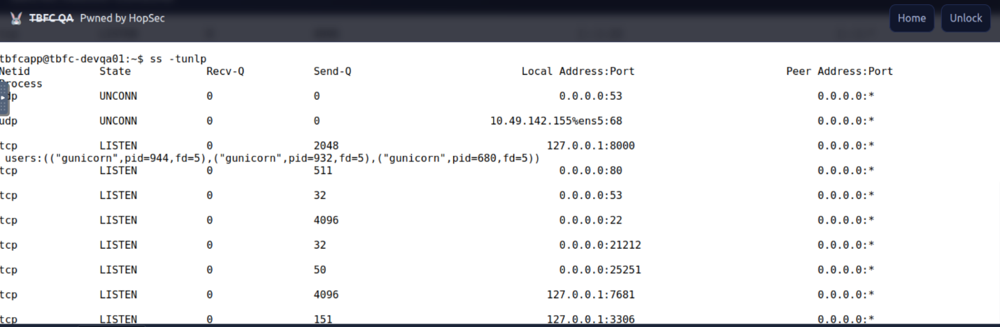 TBFC QA Pwned by HopSec Home Unlock
tbfcapp@tbfc-devqa01:~$ ss -tunlp
Netid State Recv-Q Send-Q Local Address:Port Peer Address:Port
Process
udp UNCONN 0 0 0.0.0.0:53 0.0.0.0:*
udp UNCONN 0 0 10.49.142.155%ens5:68 0.0.0.0:*
tcp LISTEN 0 2048 127.0.0.1:8000 0.0.0.0:*
users:(("gunicorn",pid=944,fd=5),("gunicorn",pid=932,fd=5),("gunicorn",pid=680,fd=5))
tcp LISTEN 0 511 0.0.0.0:80 0.0.0.0:*
tcp LISTEN 0 32 0.0.0.0:53 0.0.0.0:*
tcp LISTEN 0 4096 0.0.0.0:22 0.0.0.0:*
tcp LISTEN 0 32 0.0.0.0:21212 0.0.0.0:*
tcp LISTEN 0 50 0.0.0.0:25251 0.0.0.0:*
tcp LISTEN 0 4096 127.0.0.1:7681 0.0.0.0:*
tcp LISTEN 0 151 127.0.0.1:3306 0.0.0.0:*